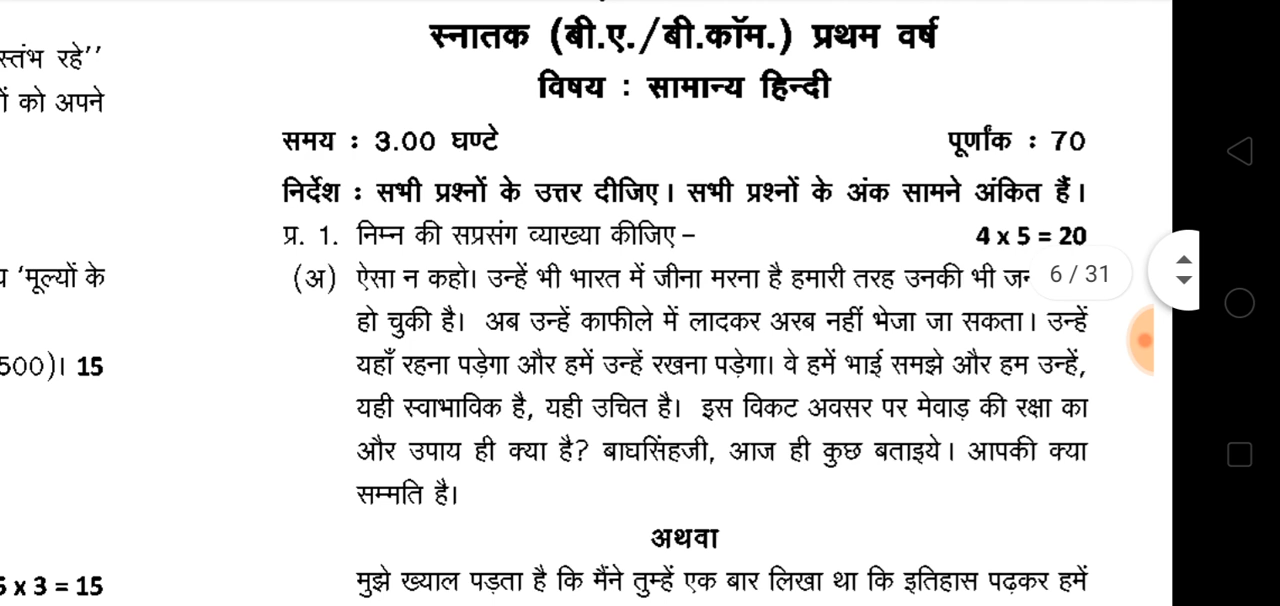 स्तंभ रहे’’
ों को अपने
य ‘मूल्यों के
500)। 15
5 x 3 = 15
स्नातक (बी.ए./बी.कॉम.) प्रथम वर्ष
विषय : सामान्य हिन्दी
समय : 3.00 घण्टे पूर्णांक : 70
निर्देश : सभी प्रश्नों के उत्तर दीजिए। सभी प्रश्नों के अंक सामने अंकित हैं।
प्र. 1. निम्न की सप्रसंग व्याख्या कीजिए – 4 x 5 = 20
(अ) ऐसा न कहो। उन्हें भी भारत में जीना मरना है हमारी तरह उनकी भी 6 / 31
हो चुकी है। अब उन्हें काफीले में लादकर अरब नहीं भेजा जा सकता। उन्हें
यहाँ रहना पड़ेगा और हमें उन्हें रखना पड़ेगा। वे हमें भाई समझे और हम उन्हें,
यही स्वाभाविक है, यही उचित है। इस विकट अवसर पर मेवाड़ की रक्षा का
और उपाय ही क्या है? बाघसिंहजी, आज ही कुछ बताइये। आपकी क्या
सम्मति है।
अथवा
मुझे ख्याल पड़ता है कि मैंने तुम्हें एक बार लिखा था कि इतिहास पढ़कर हमें